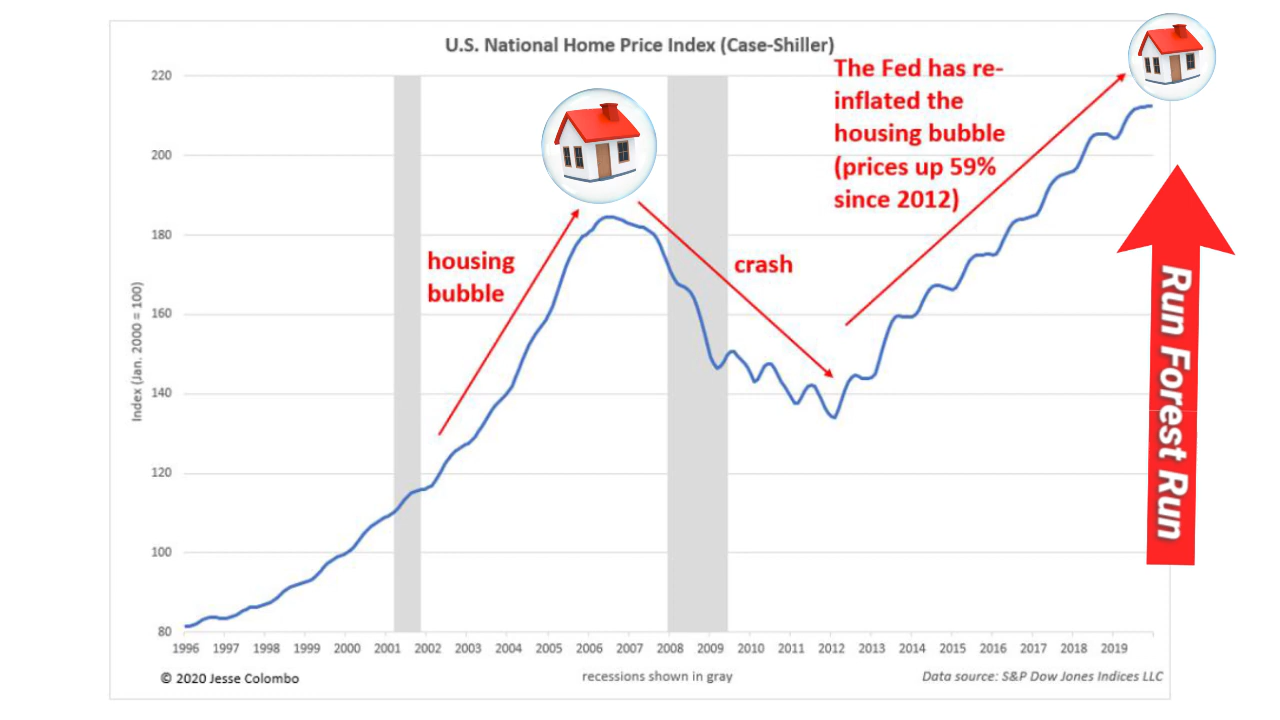 U.S. National Home Price Index (Case-Shiller)
The Fed has re-
inflated the
housing bubble
(prices up 59%
since 2012)
housing
bubble
crash
Run Forest Run
Index (Jan. 2000 = 100)
220
200
180
160
140
120
100
80
1996 1997 1998 1999 2000 2001 2002 2003 2004 2005 2006 2007 2008 2009 2010 2011 2012 2013 2014 2015 2016 2017 2018 2019
© 2020 Jesse Colombo
recessions shown in gray
Data source: S&P Dow Jones Indices LLC